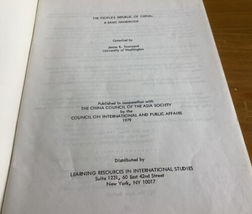 THE PEOPLE'S REPUBLIC OF CHINA:
A BASIC HANDBOOK
Compiled by
James R. Townsend
University of Washington
Published in cooperation with
THE CHINA COUNCIL OF THE ASIA SOCIETY
by the
COUNCIL ON INTERNATIONAL AND PUBLIC AFFAIRS
1979
Distributed by
LEARNING RESOURCES IN INTERNATIONAL STUDIES
Suite 1231, 60 East 42nd Street
New York, NY 10017